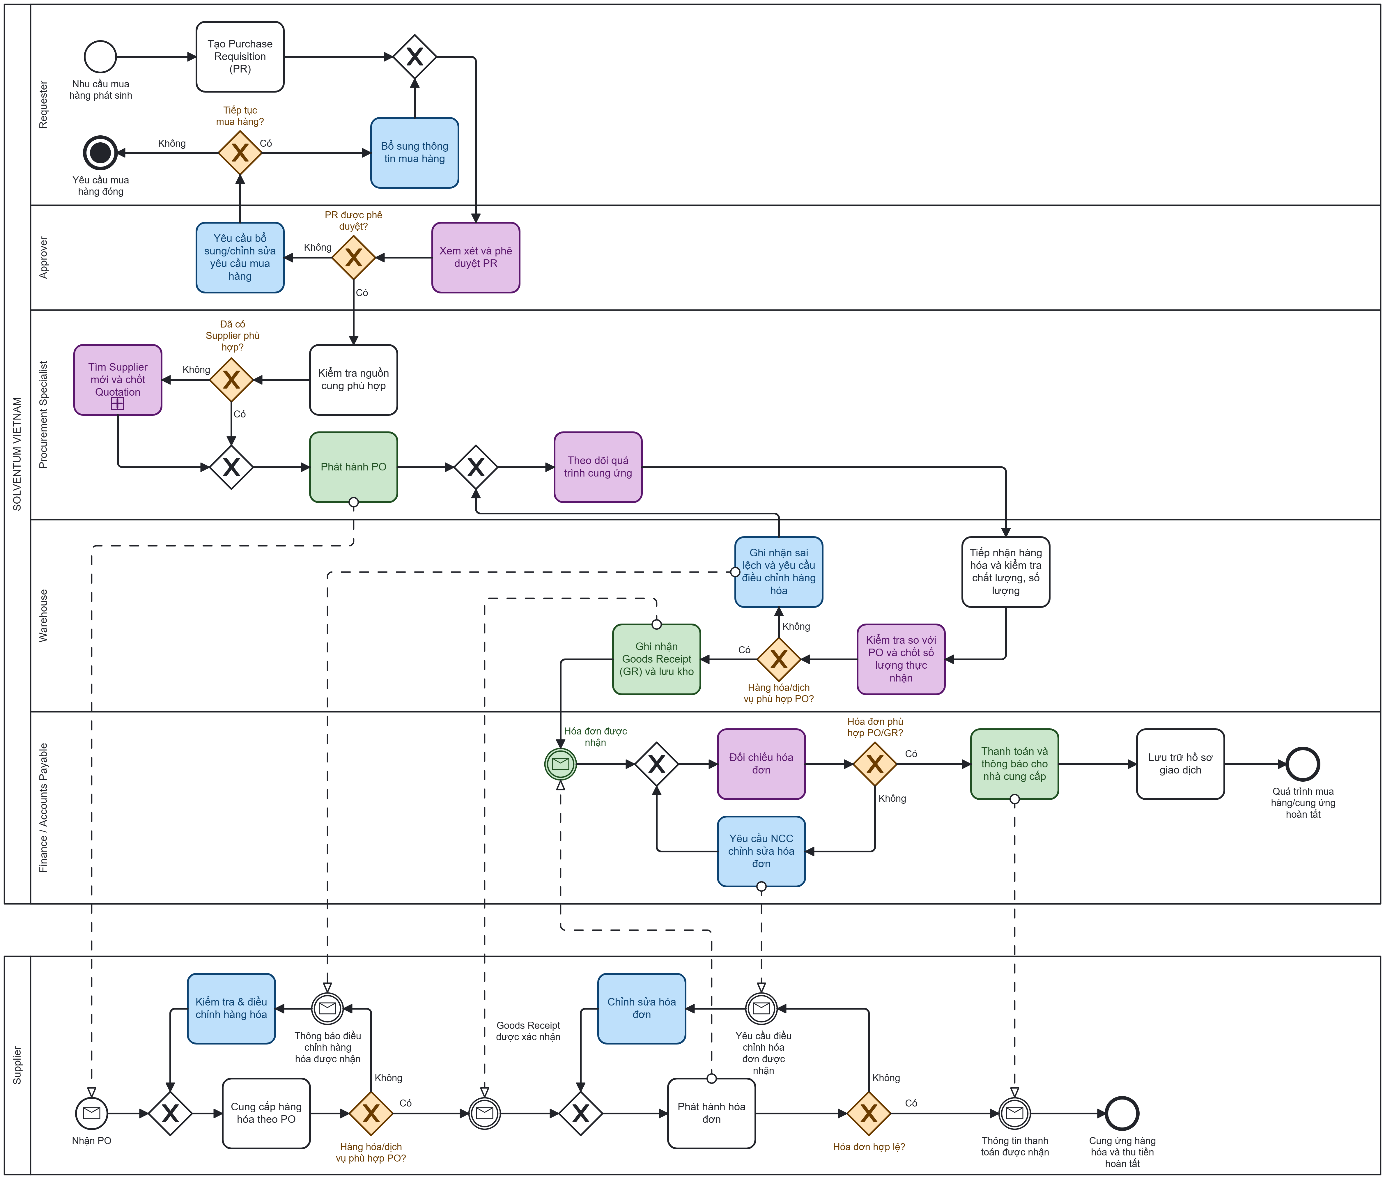 SOLVENTUM VIETNAM
Requester
Nhu cầu mua
hàng phát sinh
Tạo Purchase
Requisition
(PR)
Tiếp tục
mua hàng?
Không
Có
Bổ sung thông
tin mua hàng
Yêu cầu mua
hàng đóng
Approver
Yêu cầu bổ
sung/chỉnh sửa
yêu cầu mua
hàng
Không
PR được phê
duyệt?
Có
Xem xét và phê
duyệt PR
Procurement Specialist
Tìm Supplier
mới và chốt
Quotation
Không
Đã có
Supplier phù
hợp?
Có
Kiểm tra nguồn
cung phù hợp
Phát hành PO
Theo dõi quá
trình cung ứng
Warehouse
Ghi nhận sai
lệch và yêu cầu
điều chỉnh hàng
hóa
Tiếp nhận hàng
hóa và kiểm tra
chất lượng, số
lượng
Không
Ghi nhận
Goods Receipt
(GR) và lưu kho
Có
Hàng hóa/dịch
vụ phù hợp PO?
Kiểm tra so với
PO và chốt số
lượng thực
nhận
Finance / Accounts Payable
Hóa đơn được
nhận
Đối chiếu hóa
đơn
Hóa đơn phù
hợp PO/GR?
Có
Không
Thanh toán và
thông báo cho
nhà cung cấp
Lưu trữ hồ sơ
giao dịch
Quá trình mua
hàng/cung ứng
hoàn tất
Yêu cầu NCC
chỉnh sửa hóa
đơn
Supplier
Kiểm tra & điều
chỉnh hàng hóa
Thông báo điều
chỉnh hàng
hóa được nhận
Goods Receipt
được xác nhận
Chỉnh sửa hóa
đơn
Yêu cầu điều
chỉnh hóa
đơn được
nhận
Nhận PO
Cung cấp hàng
hóa theo PO
Không
Có
Hàng hóa/dịch
vụ phù hợp PO?
Phát hành hóa
đơn
Không
Có
Hóa đơn hợp lệ?
Thông tin thanh
toán được nhận
Cung ứng hàng
hóa và thu tiền
hoàn tất